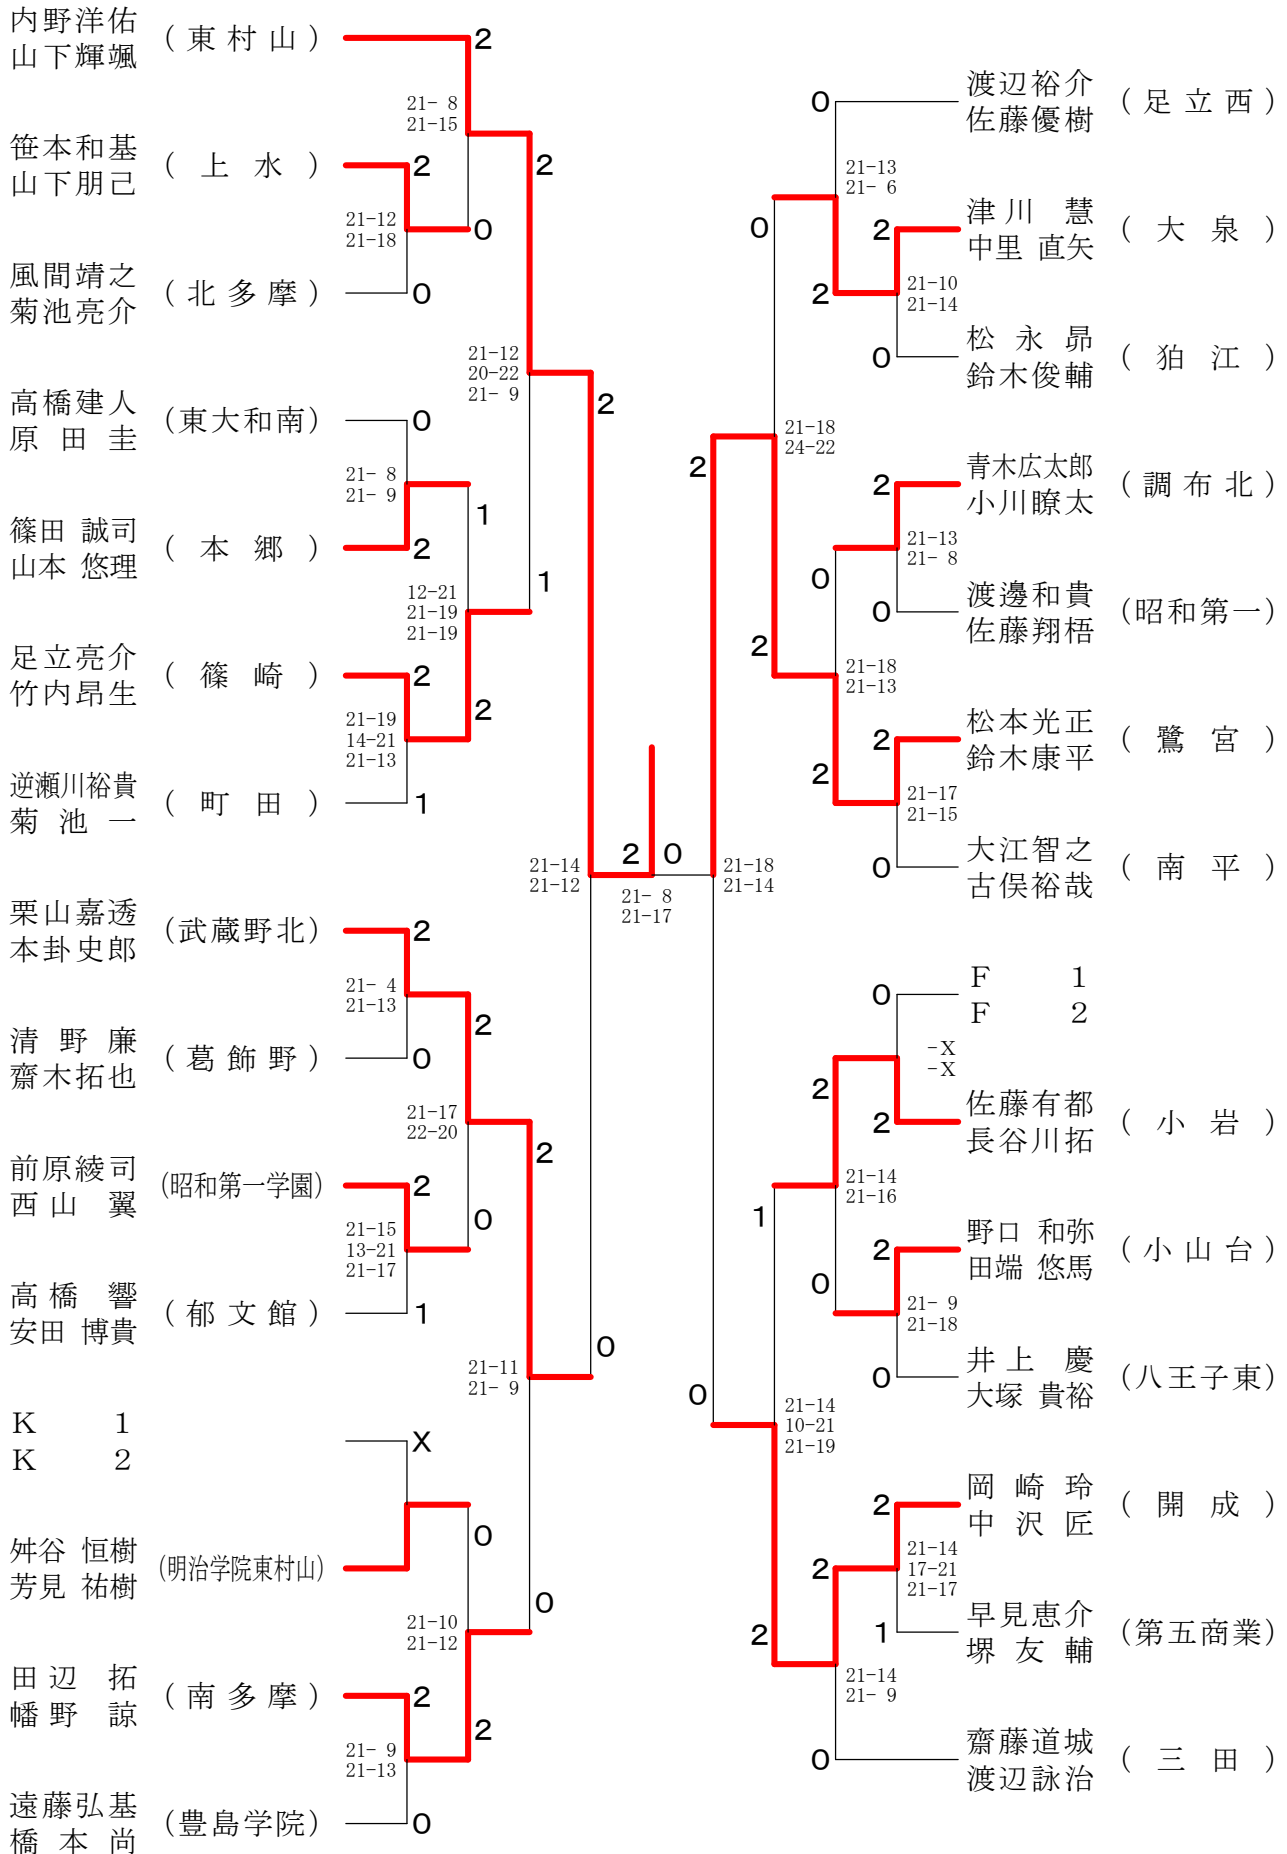 内野洋佑
山下輝颯
(東村山)
2
21- 8
21-15
笹本和基
山下朋己
(上水)
2
2
21-12
21-18
0
風間靖之
菊池亮介
(北多摩)
0
21-12
20-22
21- 9
2
高橋建人
原田圭
(東大和南)
0
21- 8
21- 9
1
篠田 誠司
山本 悠理
(本郷)
2
12-21
21-19
21-19
1
足立亮介
竹内昂生
(篠崎)
2
21-19
14-21
21-13
2
逆瀬川裕貴
菊池一
(町田)
1
21-14
21-12
栗山嘉透
本卦史郎
(武蔵野北)
2
21- 4
21-13
2
清野廉
齋木拓也
(葛飾野)
0
21-17
22-20
2
前原綾司
西山 翼
(昭和第一学園)
2
21-15
13-21
21-17
0
高橋 響
安田 博貴
(郁文館)
1
21-11
21- 9
0
K 1
K 2
X
0
舛谷 恒樹
芳見 祐樹
(明治学院東村山)
21-10
21-12
0
田辺 拓
幡野 諒
(南多摩)
2
21- 9
21-13
2
遠藤弘基
橋本尚
(豊島学院)
0
2
0
21- 8
21-17
渡辺裕介
佐藤優樹
(足立西)
0
21-13
21- 6
0
津川 慧
中里 直矢
(大泉)
2
2
21-10
21-14
松永昴
鈴木俊輔
(狛江)
0
21-18
24-22
2
青木広太郎
小川瞭太
(調布北)
2
21-13
21- 8
0
渡邊和貴
佐藤翔梧
(昭和第一)
0
2
21-18
21-13
松本光正
鈴木康平
(鷺宮)
2
2
21-17
21-15
大江智之
古俣裕哉
(南平)
0
21-18
21-14
F 1
F 2
0
-X
-X
2
佐藤有都
長谷川拓
(小岩)
2
21-14
21-16
1
野口 和弥
田端 悠馬
(小山台)
2
0
21- 9
21-18
井上 慶
大塚 貴裕
(八王子東)
0
0
21-14
10-21
21-19
岡崎玲
中沢匠
(開成)
2
21-14
17-21
21-17
2
早見恵介
堺友輔
(第五商業)
1
2
21-14
21- 9
齋藤道城
渡辺詠治
(三田)
0